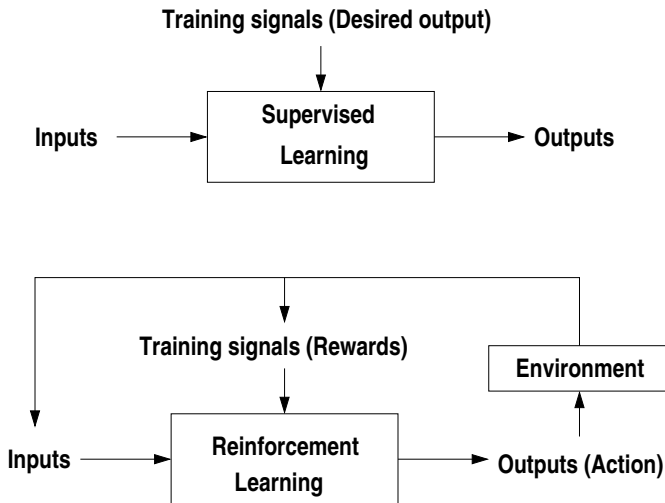 Training signals (Desired output)
Supervised
Learning
Inputs
Outputs
Training signals (Rewards)
Environment
Reinforcement
Learning
Inputs
Outputs (Action)